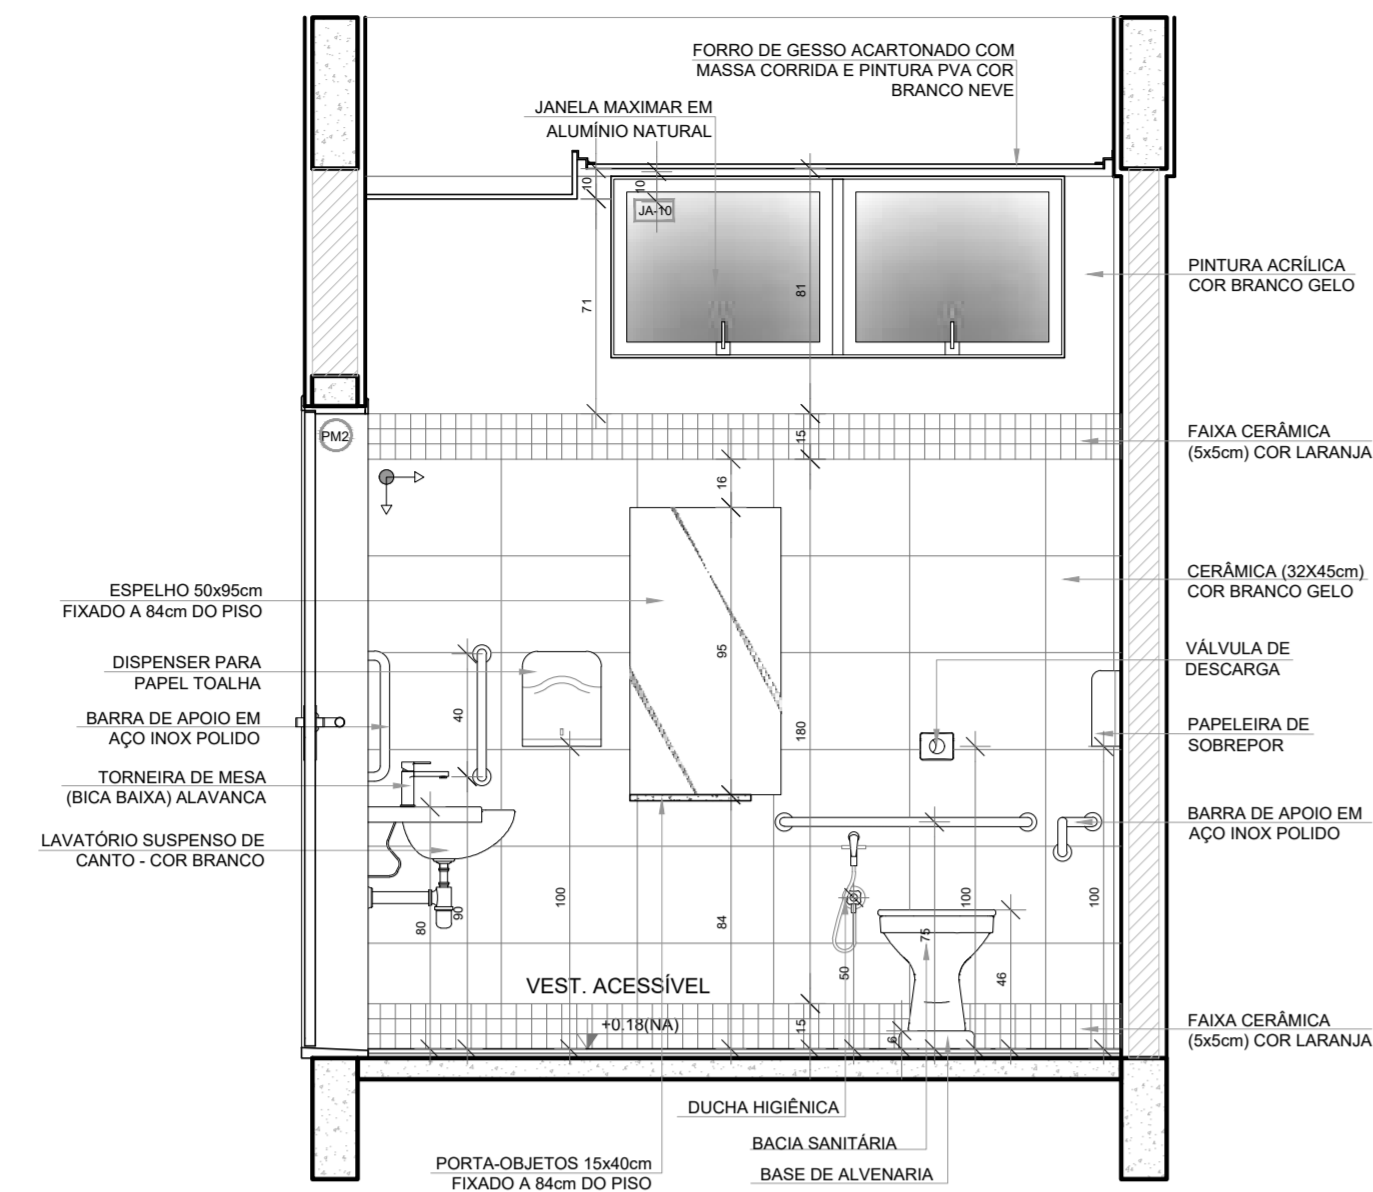 FORRO DE GESSO ACARTONADO COM
MASSA CORRIDA E PINTURA PVA COR
BRANCO NEVE
JANELA MAXIMAR EM
ALUMÍNIO NATURAL
10
10
JA-10
71
81
PINTURA ACRÍLICA
COR BRANCO GELO
PM2
15
FAIXA CERÂMICA
(5x5cm) COR LARANJA
16
ESPELHO 50x95cm
FIXADO A 84cm DO PISO
CERÂMICA (32X45cm)
COR BRANCO GELO
DISPENSER PARA
PAPEL TOALHA
95
VÁLVULA DE
DESCARGA
BARRA DE APOIO EM
AÇO INOX POLIDO
40
180
PAPELEIRA DE
SOBREPOR
TORNEIRA DE MESA
(BICA BAIXA) ALAVANCA
BARRA DE APOIO EM
AÇO INOX POLIDO
LAVATÓRIO SUSPENSO DE
CANTO - COR BRANCO
80
90
100
84
50
75
100
46
100
VEST. ACESSÍVEL
+0.18(NA)
15
6
FAIXA CERÂMICA
(5x5cm) COR LARANJA
DUCHA HIGIÊNICA
BACIA SANITÁRIA
PORTA-OBJETOS 15x40cm
FIXADO A 84cm DO PISO
BASE DE ALVENARIA